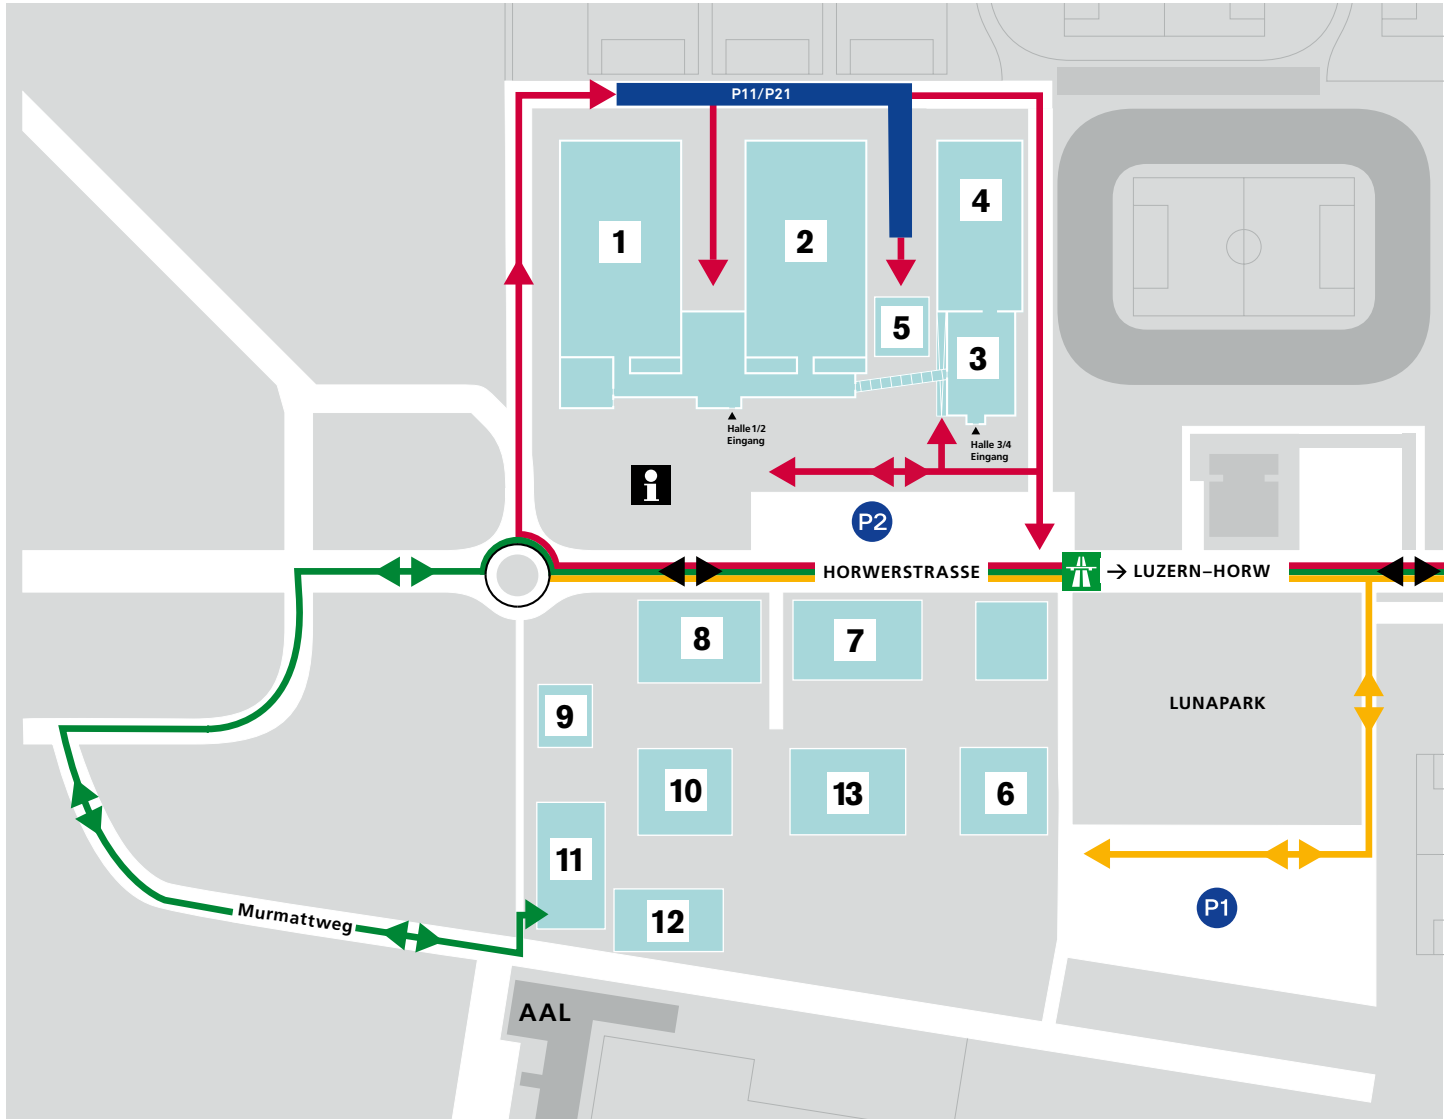 P11/P21
4
1
2
5
3
Halle 1/2
Eingang
Halle 3/4
Eingang
i
P2
HORWERSTRASSE
→ LUZERN–HORW
8
7
9
LUNAPARK
10
13
6
11
12
P1
Murmattweg
AAL